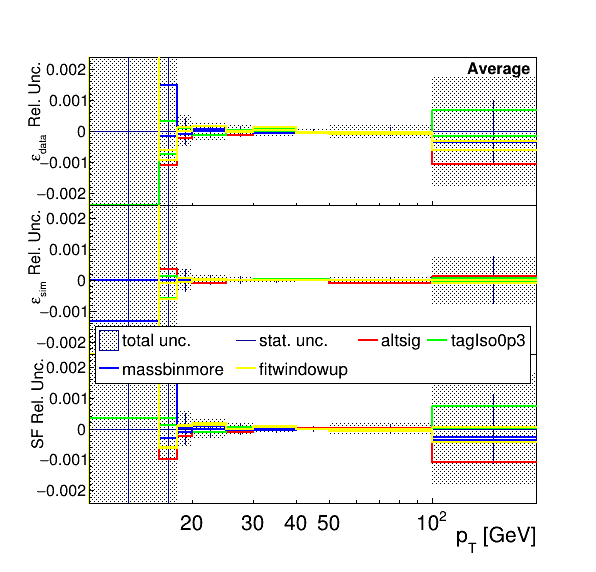 Average
ε_data Rel. Unc.
0.002
0.001
0
−0.001
−0.002
ε_sim Rel. Unc.
0.002
0.001
0
−0.001
−0.002
total unc. stat. unc. altsig tagIso0p3
massbinmore fitwindowup
SF Rel. Unc.
0.002
0.001
0
−0.001
−0.002
20 30 40 50 10²
p_T [GeV]